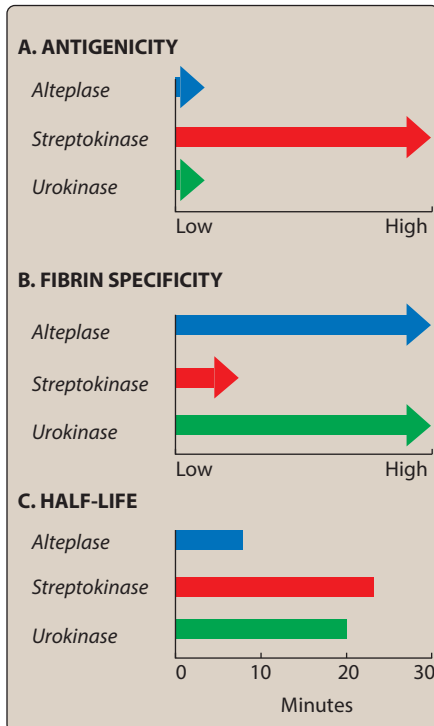 A. ANTIGENICITY
Alteplase
Streptokinase
Urokinase
Low High
B. FIBRIN SPECIFICITY
Alteplase
Streptokinase
Urokinase
Low High
C. HALF-LIFE
Alteplase
Streptokinase
Urokinase
0 10 20 30
Minutes